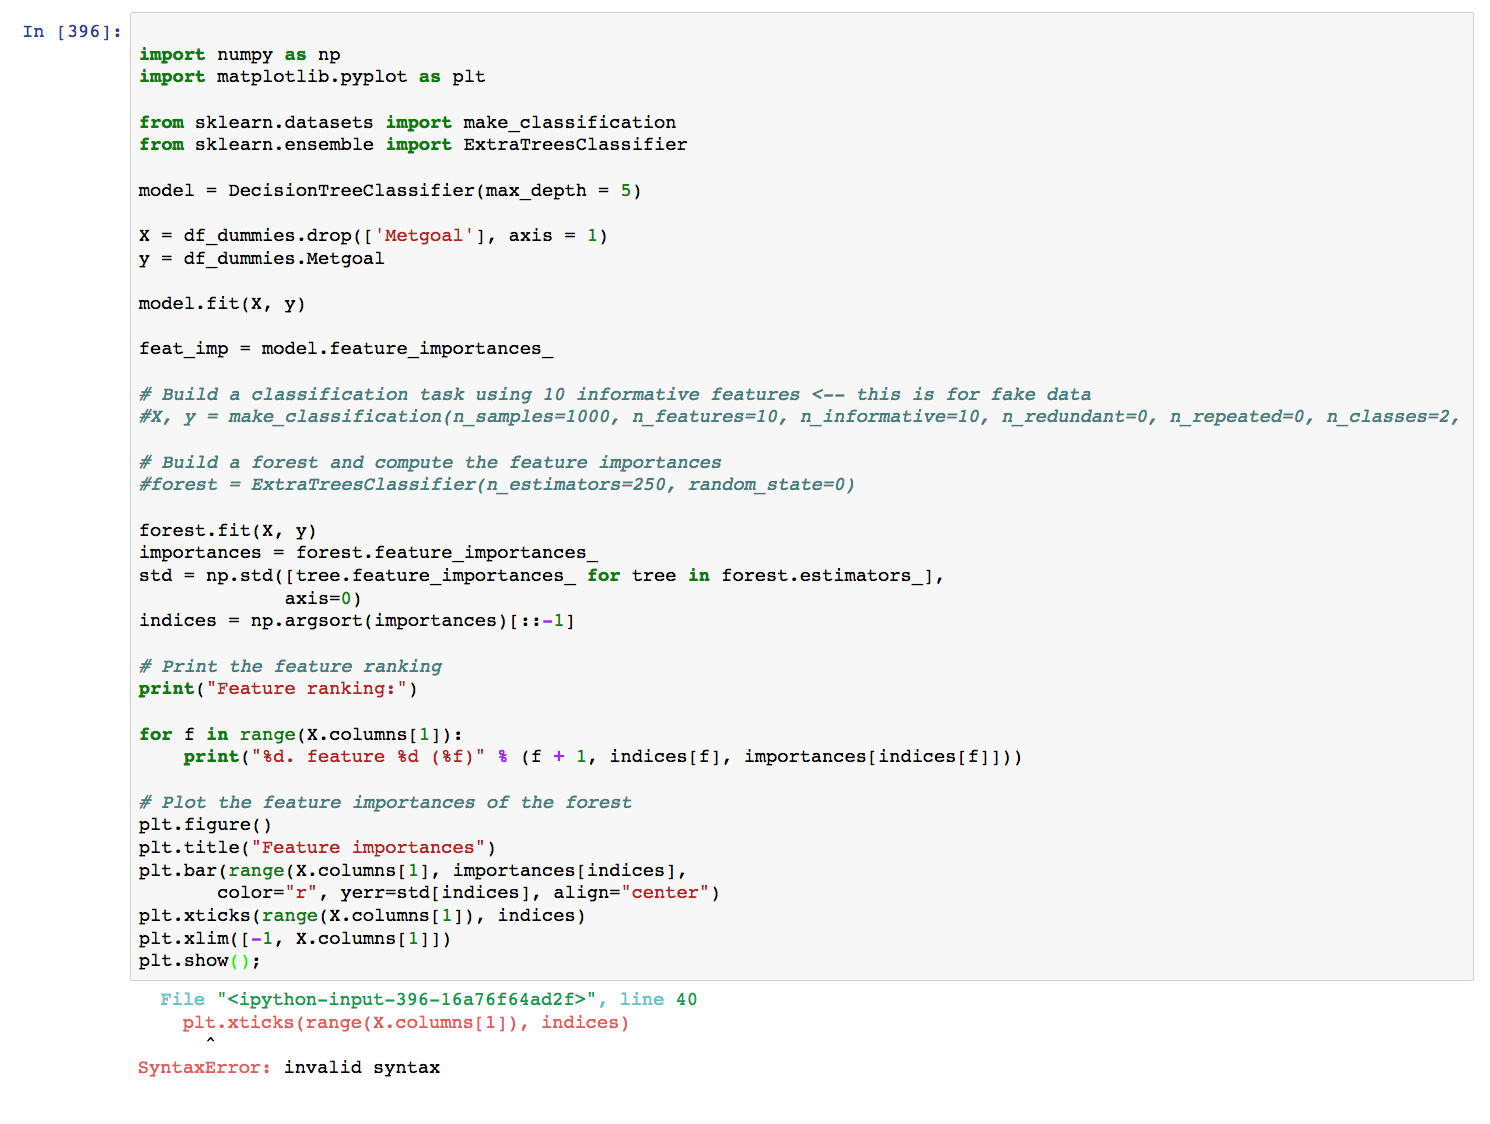 In [396]:
import numpy as np
import matplotlib.pyplot as plt
from sklearn.datasets import make_classification
from sklearn.ensemble import ExtraTreesClassifier
model = DecisionTreeClassifier(max_depth = 5)
X = df_dummies.drop(['Metgoal'], axis = 1)
y = df_dummies.Metgoal
model.fit(X, y)
feat_imp = model.feature_importances_
# Build a classification task using 10 informative features <-- this is for fake data
#X, y = make_classification(n_samples=1000, n_features=10, n_informative=10, n_redundant=0, n_repeated=0, n_classes=2,
# Build a forest and compute the feature importances
#forest = ExtraTreesClassifier(n_estimators=250, random_state=0)
forest.fit(X, y)
importances = forest.feature_importances_
std = np.std([tree.feature_importances_ for tree in forest.estimators_],
             axis=0)
indices = np.argsort(importances)[::-1]
# Print the feature ranking
print("Feature ranking:")
for f in range(X.columns[1]):
    print("%d. feature %d (%f)" % (f + 1, indices[f], importances[indices[f]]))
# Plot the feature importances of the forest
plt.figure()
plt.title("Feature importances")
plt.bar(range(X.columns[1], importances[indices],
       color="r", yerr=std[indices], align="center")
plt.xticks(range(X.columns[1]), indices)
plt.xlim([-1, X.columns[1]])
plt.show();
File "<ipython-input-396-16a76f64ad2f>", line 40
plt.xticks(range(X.columns[1]), indices)
^
SyntaxError: invalid syntax